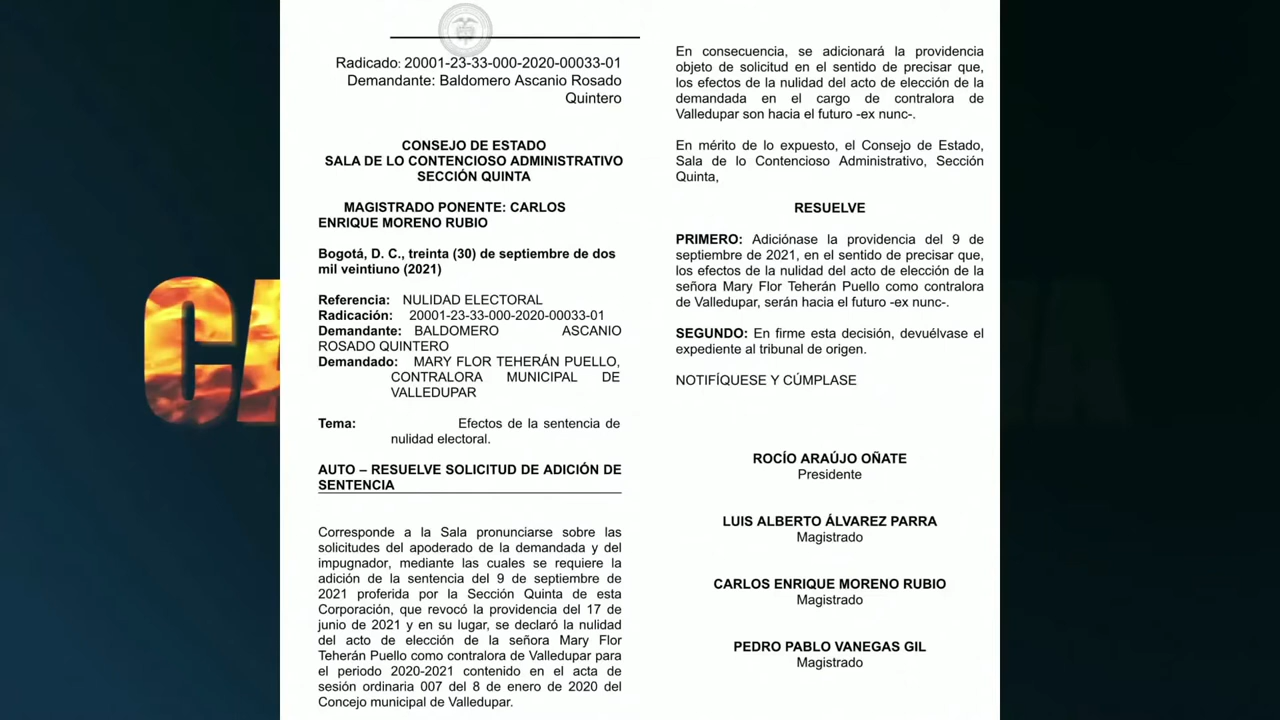 Radicado: 20001-23-33-000-2020-00033-01
Demandante: Baldomero Ascanio Rosado
Quintero
CONSEJO DE ESTADO
SALA DE LO CONTENCIOSO ADMINISTRATIVO
SECCIÓN QUINTA
MAGISTRADO PONENTE: CARLOS
ENRIQUE MORENO RUBIO
Bogotá, D. C., treinta (30) de septiembre de dos
mil veintiuno (2021)
Referencia: NULIDAD ELECTORAL
Radicación: 20001-23-33-000-2020-00033-01
Demandante: BALDOMERO ASCANIO
ROSADO QUINTERO
Demandado: MARY FLOR TEHERÁN PUELLO,
CONTRALORA MUNICIPAL DE
VALLEDUPAR
Tema: Efectos de la sentencia de
nulidad electoral.
AUTO – RESUELVE SOLICITUD DE ADICIÓN DE
SENTENCIA
Corresponde a la Sala pronunciarse sobre las
solicitudes del apoderado de la demandada y del
impugnador, mediante las cuales se requiere la
adición de la sentencia del 9 de septiembre de
2021 proferida por la Sección Quinta de esta
Corporación, que revocó la providencia del 17 de
junio de 2021 y en su lugar, se declaró la nulidad
del acto de elección de la señora Mary Flor
Teherán Puello como contralora de Valledupar para
el periodo 2020-2021 contenido en el acta de
sesión ordinaria 007 del 8 de enero de 2020 del
Concejo municipal de Valledupar.
En consecuencia, se adicionará la providencia
objeto de solicitud en el sentido de precisar que,
los efectos de la nulidad del acto de elección de la
demandada en el cargo de contralora de
Valledupar son hacia el futuro -ex nunc-.
En mérito de lo expuesto, el Consejo de Estado,
Sala de lo Contencioso Administrativo, Sección
Quinta,
RESUELVE
PRIMERO: Adiciónase la providencia del 9 de
septiembre de 2021, en el sentido de precisar que,
los efectos de la nulidad del acto de elección de la
señora Mary Flor Teherán Puello como contralora
de Valledupar, serán hacia el futuro -ex nunc-.
SEGUNDO: En firme esta decisión, devuélvase el
expediente al tribunal de origen.
NOTIFÍQUESE Y CÚMPLASE
ROCÍO ARAÚJO OÑATE
Presidente
LUIS ALBERTO ÁLVAREZ PARRA
Magistrado
CARLOS ENRIQUE MORENO RUBIO
Magistrado
PEDRO PABLO VANEGAS GIL
Magistrado